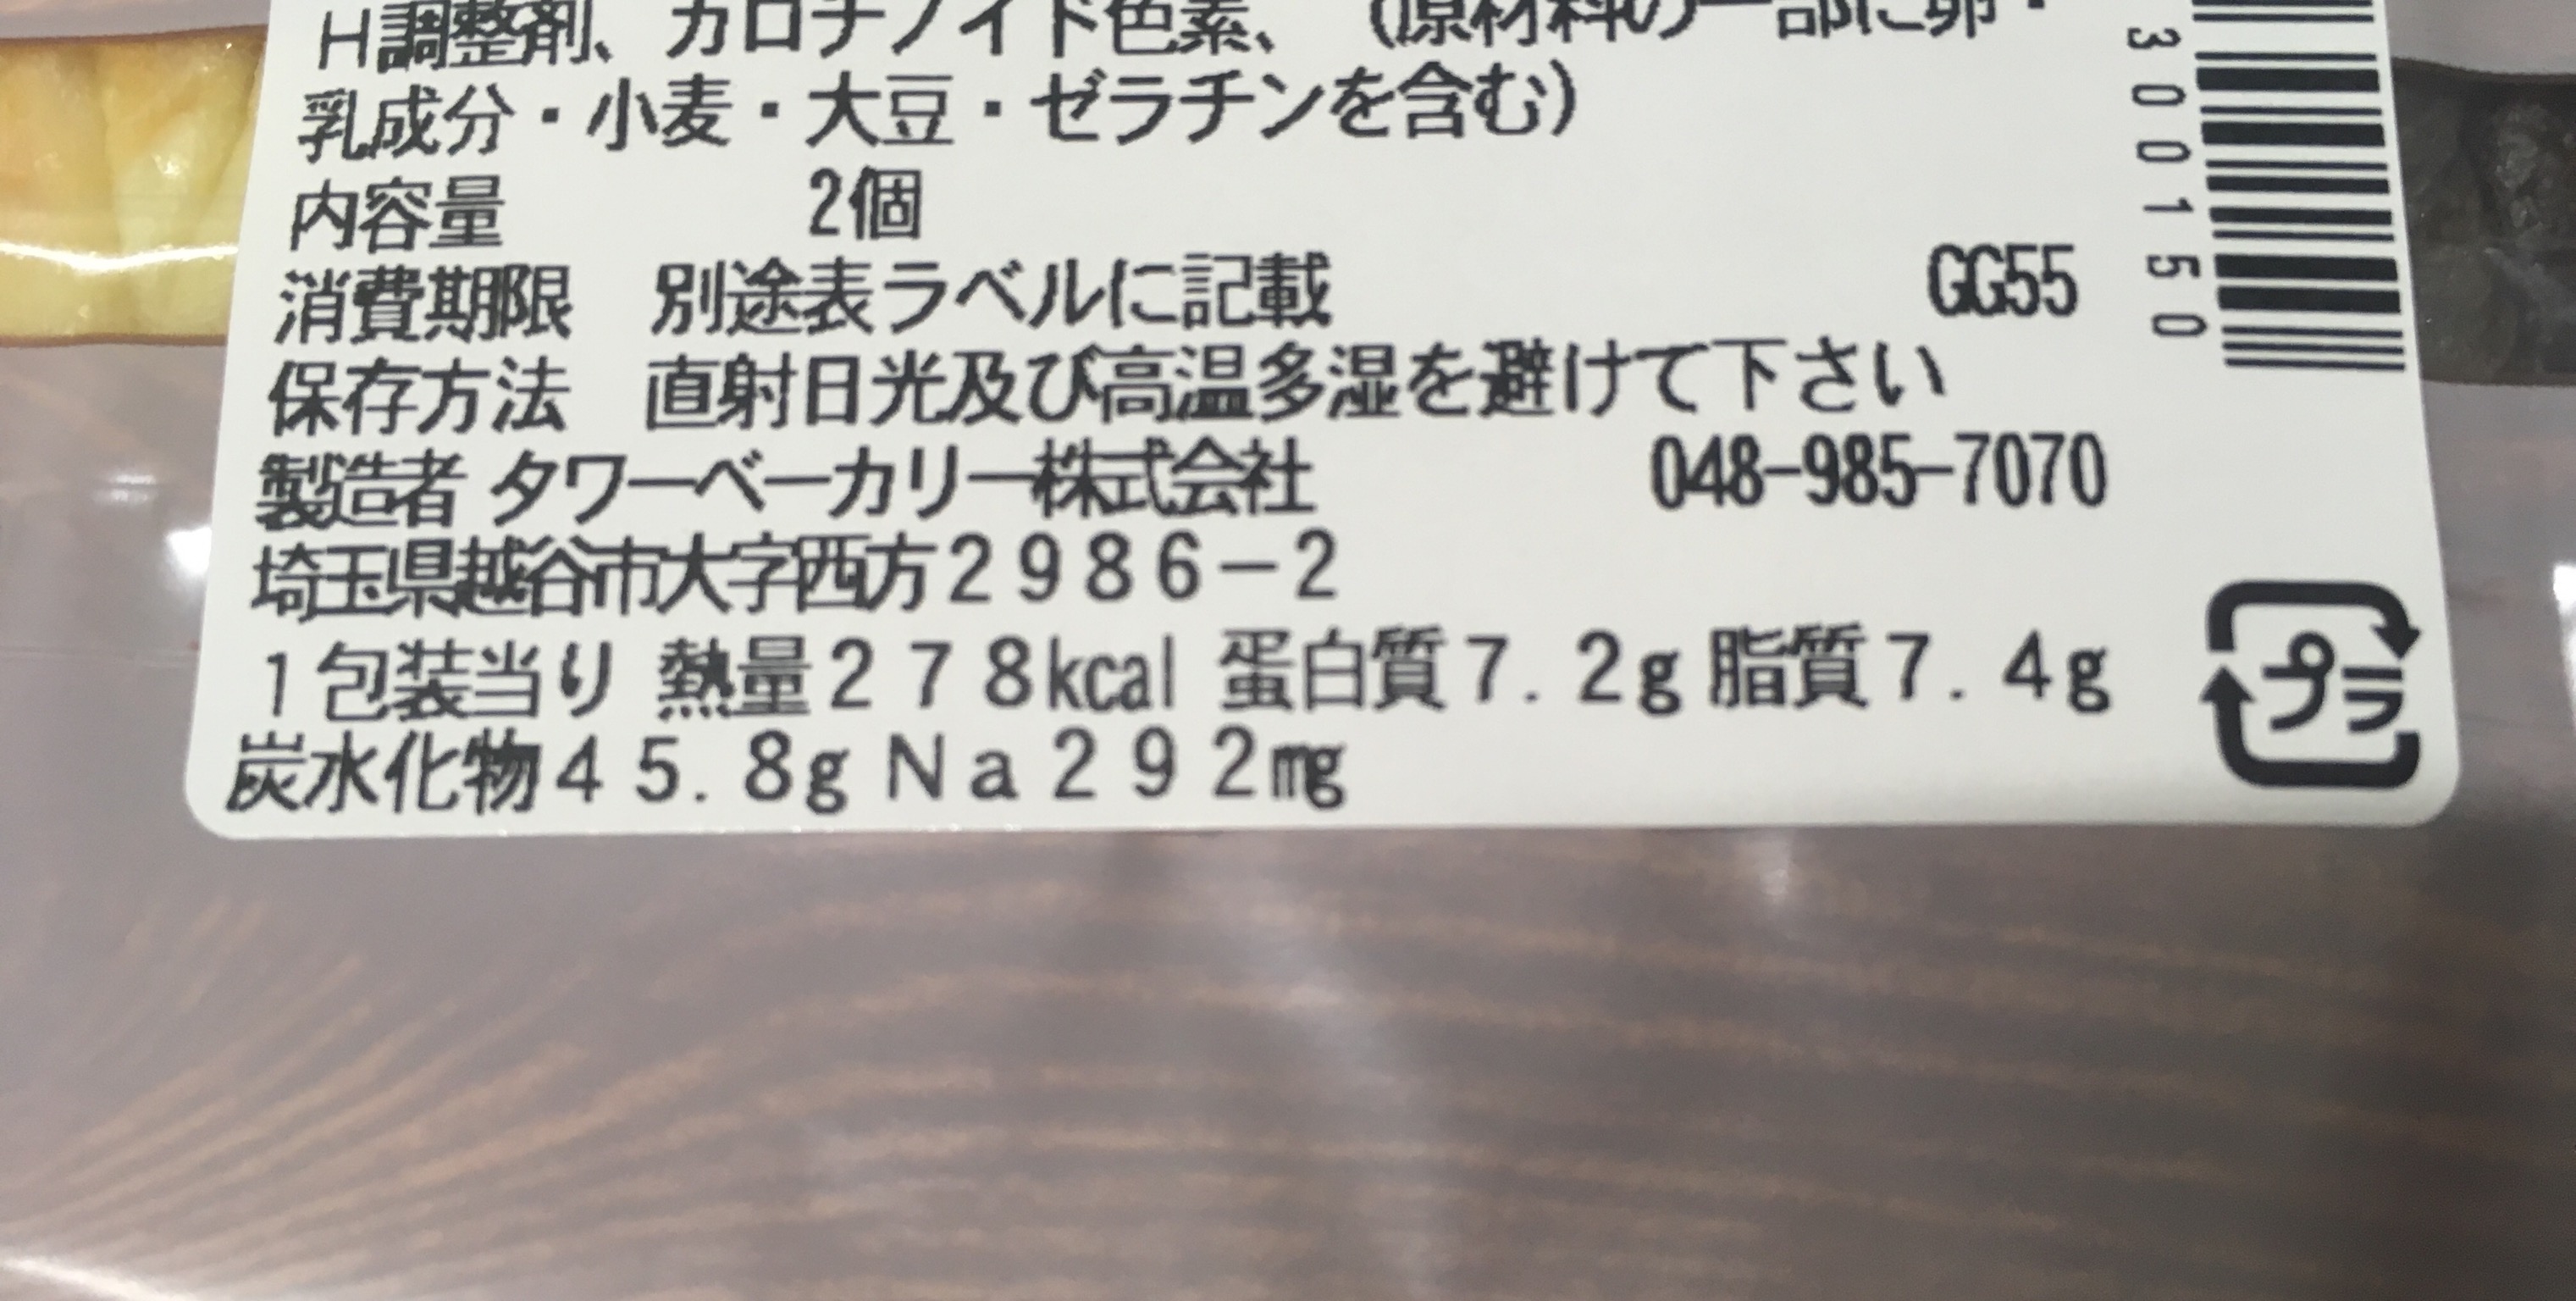 H調整剤、カロチノイド色素、(原材料の一部に卵・
乳成分・小麦・大豆・ゼラチンを含む)
内容量 2個
消費期限 別途表ラベルに記載 GG55
保存方法 直射日光及び高温多湿を避けて下さい
製造者 タワーベーカリー株式会社 048-985-7070
埼玉県越谷市大字西方2986-2
1包装当り 熱量278kcal 蛋白質7.2g 脂質7.4g
炭水化物45.8g Na292mg
300150
プラ